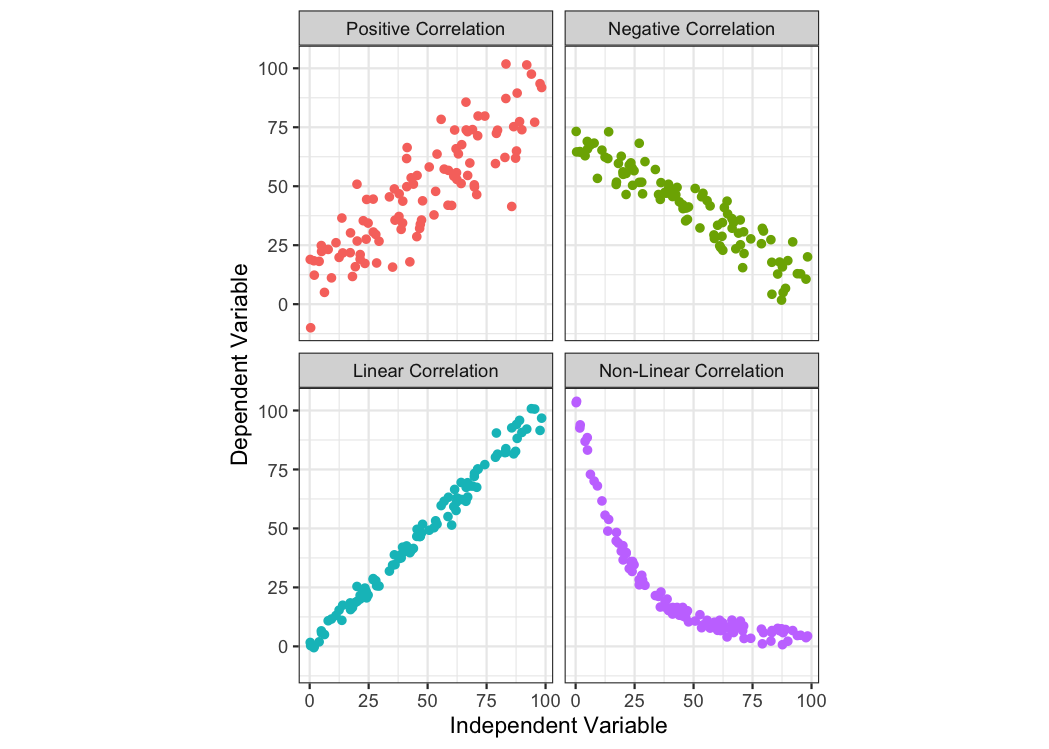 Positive Correlation
Negative Correlation
100
75
50
25
0
Linear Correlation
Non-Linear Correlation
100
75
50
25
0
0 25 50 75 100
0 25 50 75 100
Dependent Variable
Independent Variable